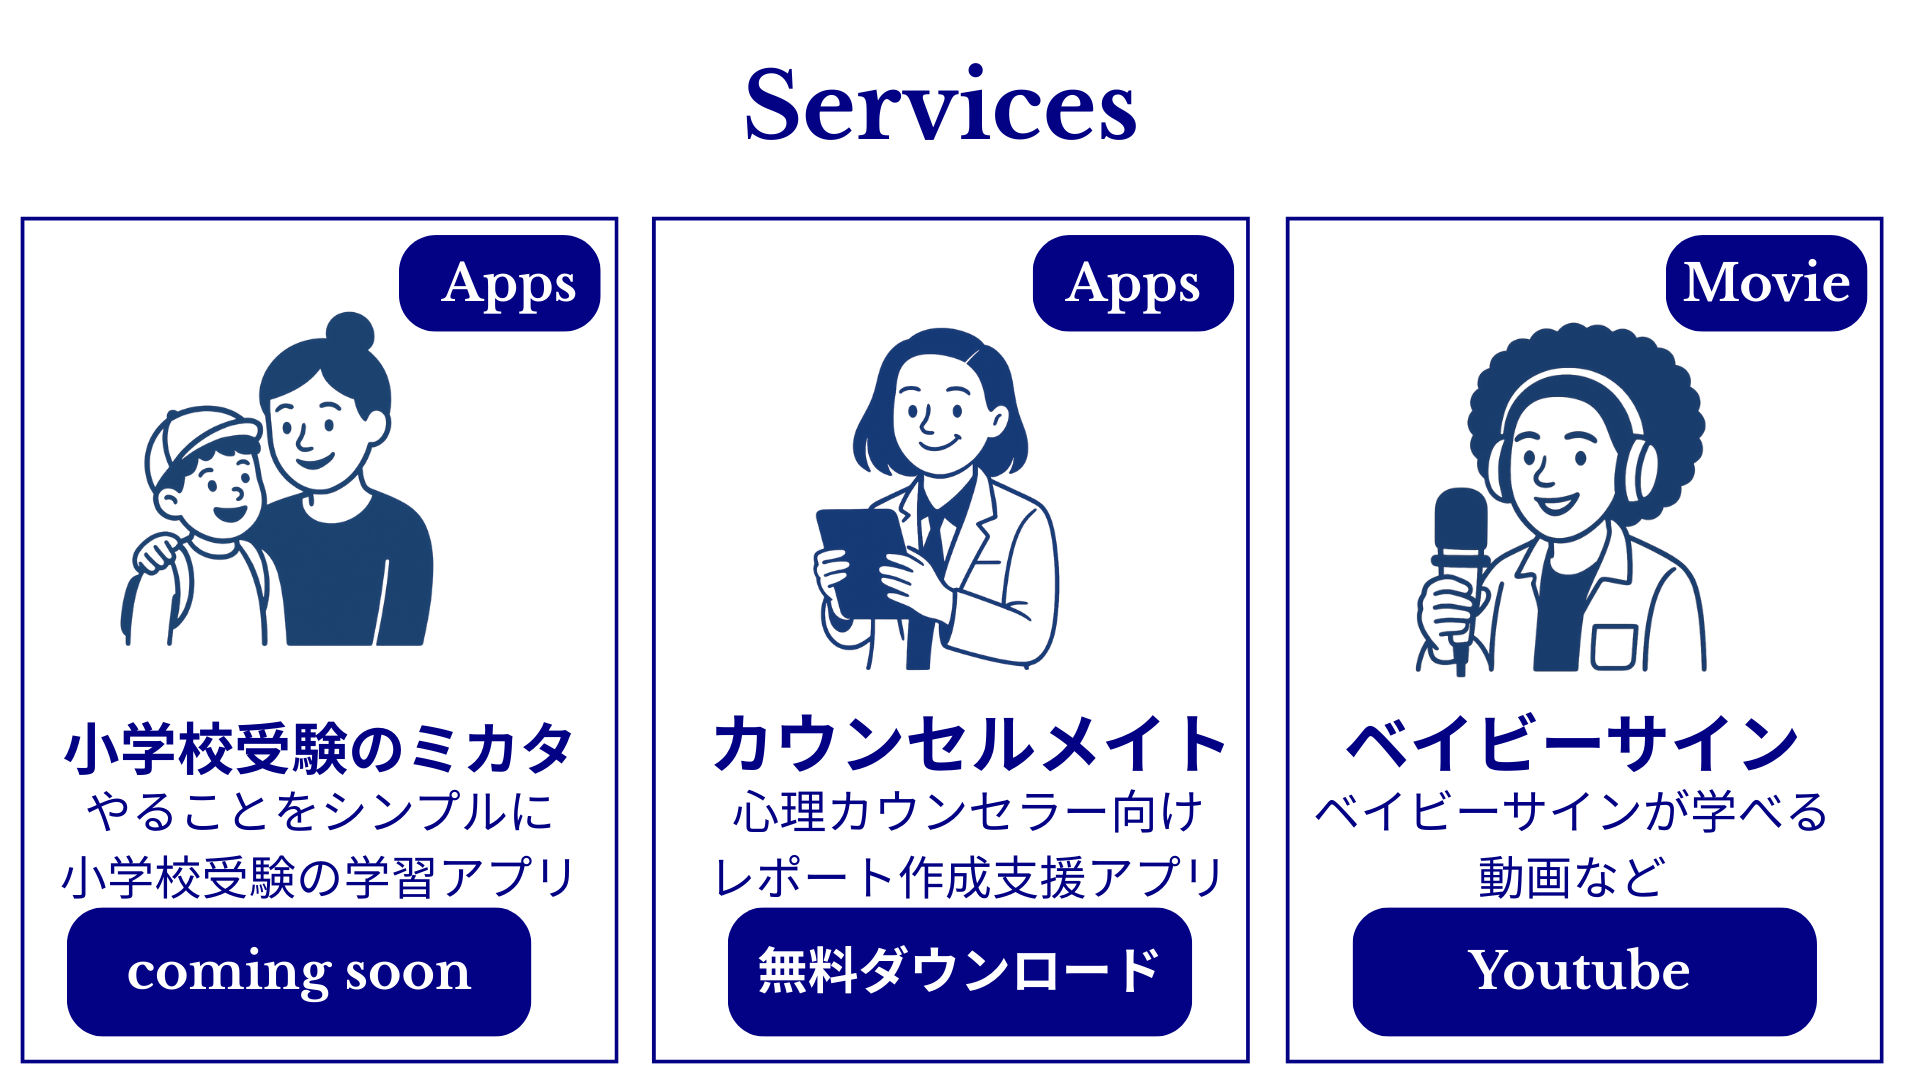 Services
Apps
小学校受験のミカタ
やることをシンプルに
小学校受験の学習アプリ
coming soon
Apps
カウンセルメイト
心理カウンセラー向け
レポート作成支援アプリ
無料ダウンロード
Movie
ベイビーサイン
ベイビーサインが学べる
動画など
Youtube